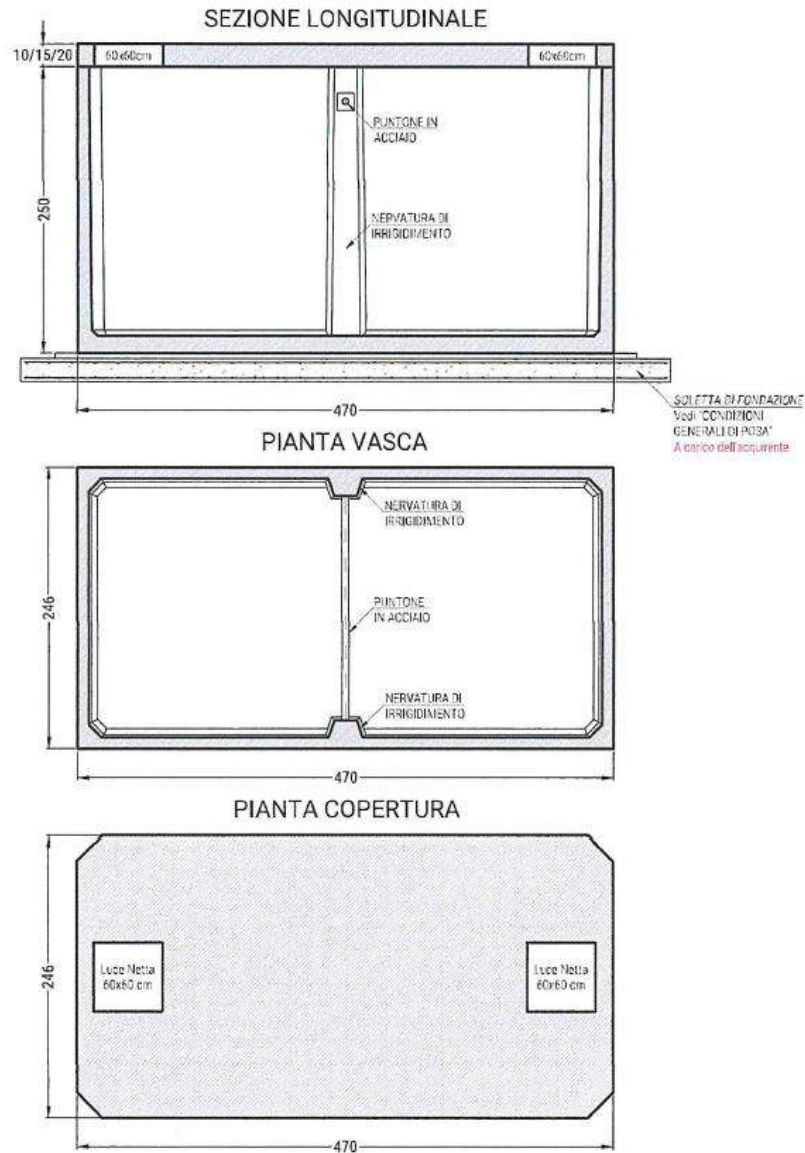 SEZIONE LONGITUDINALE
10/15/20
60x60cm
60x60cm
PUNTONE IN
ACCIAIO
250
NERVATURA DI
IRRIGIDIMENTO
470
SOLETTA DI FONDAZIONE
Vedi "CONDIZIONI
GENERALI DI POSA"
A carico dell'acquirente
PIANTA VASCA
246
NERVATURA DI
IRRIGIDIMENTO
PUNTONE
IN ACCIAIO
NERVATURA DI
IRRIGIDIMENTO
470
PIANTA COPERTURA
246
Luce Netta
60x60 cm
Luce Netta
60x60 cm
470